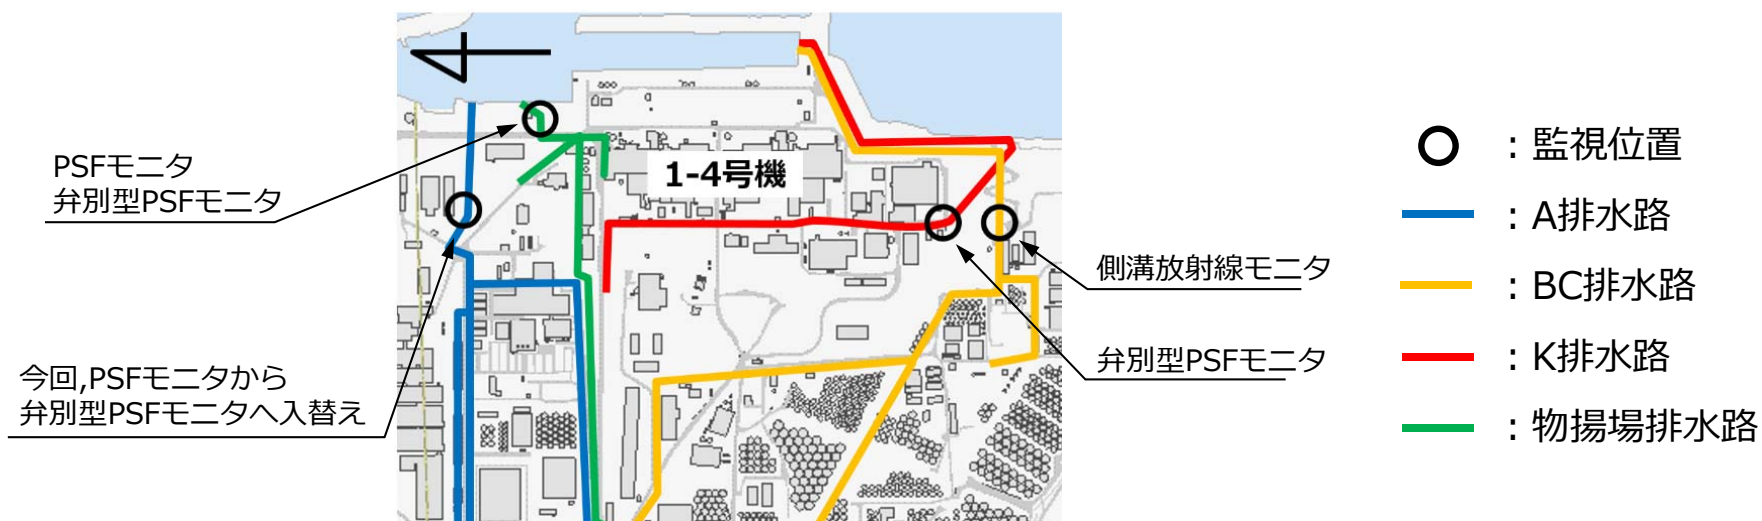 PSFモニタ
弁別型PSFモニタ
今回,PSFモニタから
弁別型PSFモニタへ入替え
1-4号機
側溝放射線モニタ
弁別型PSFモニタ
：監視位置
：A排水路
：BC排水路
：K排水路
：物揚場排水路